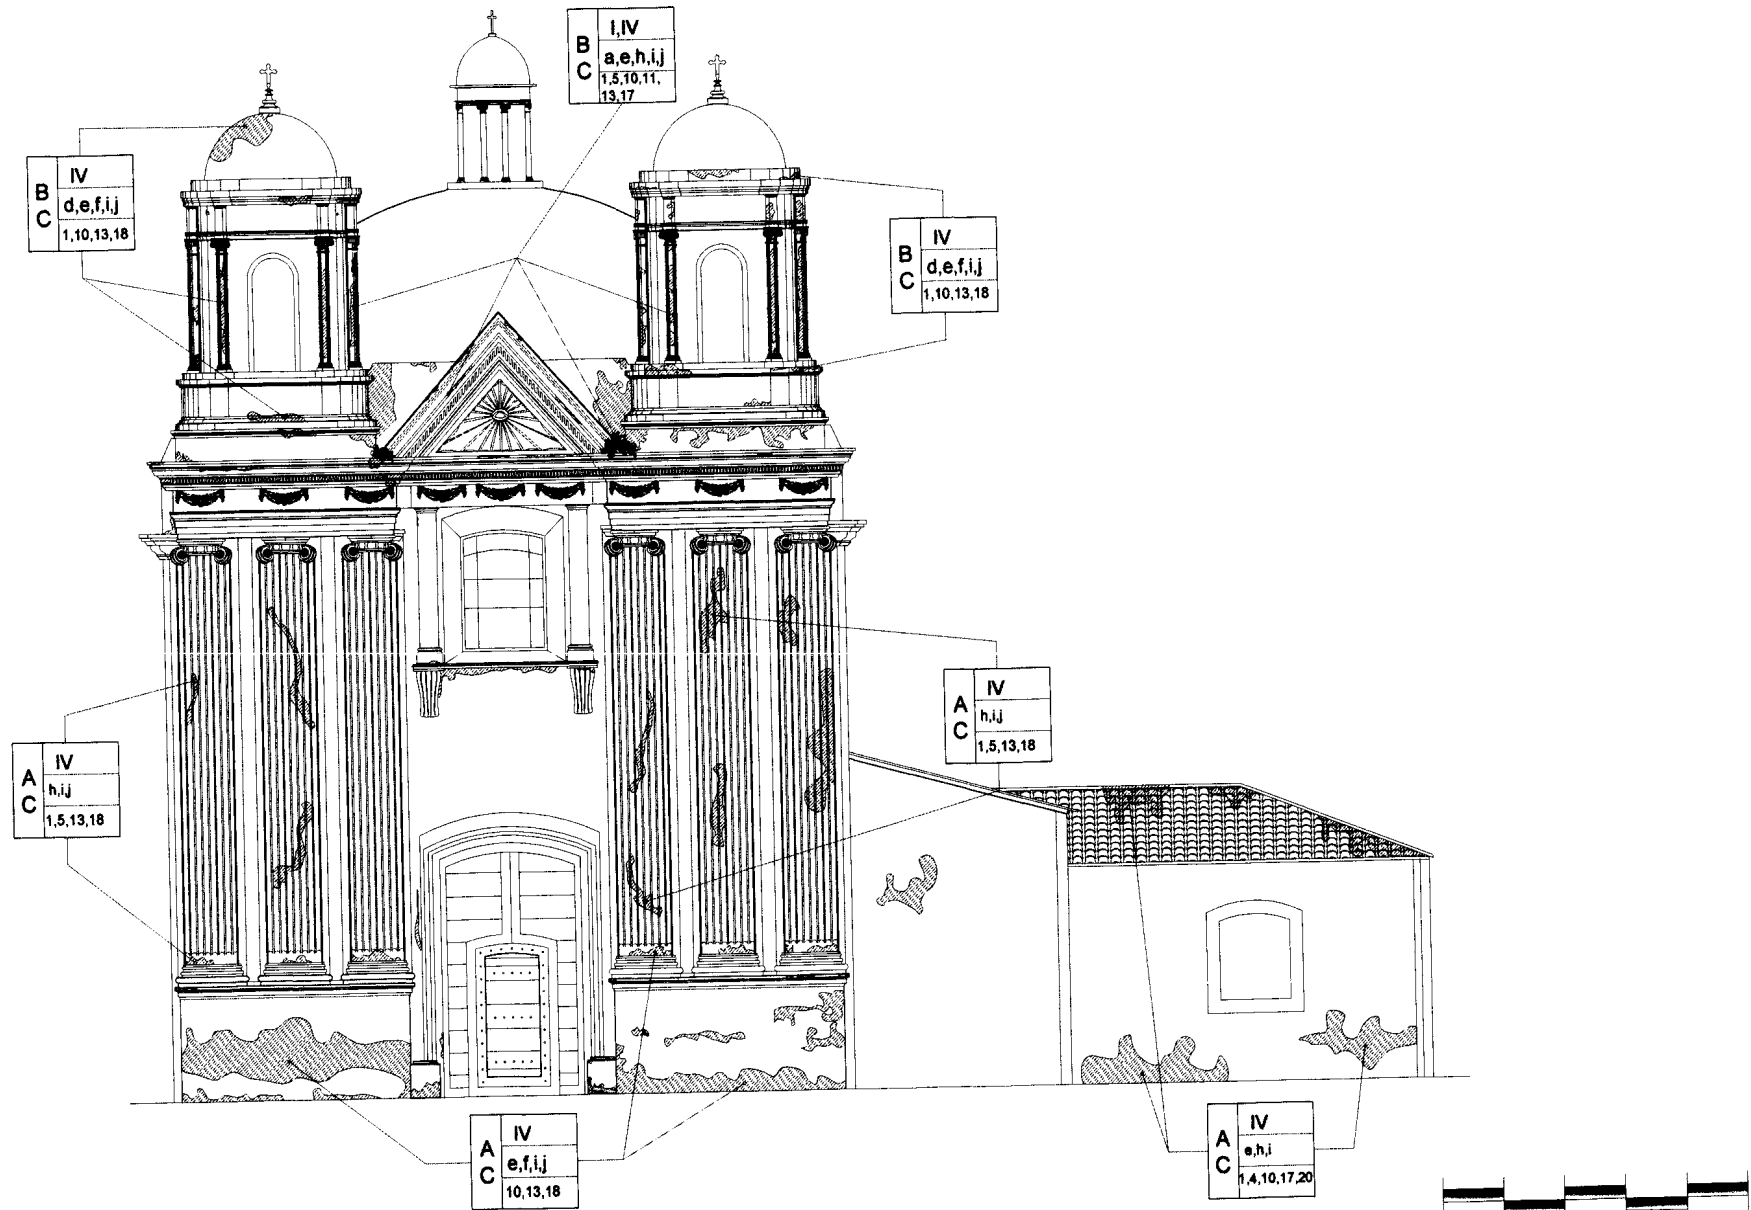 B
C
I,IV
a,e,h,i,j
1,5,10,11,
13,17
B
C
IV
d,e,f,i,j
1,10,13,18
B
C
IV
d,e,f,i,j
1,10,13,18
A
C
IV
h,i,j
1,5,13,18
A
C
IV
h,i,j
1,5,13,18
A
C
IV
e,f,i,j
10,13,18
A
C
IV
e,h,i
1,4,10,17,20